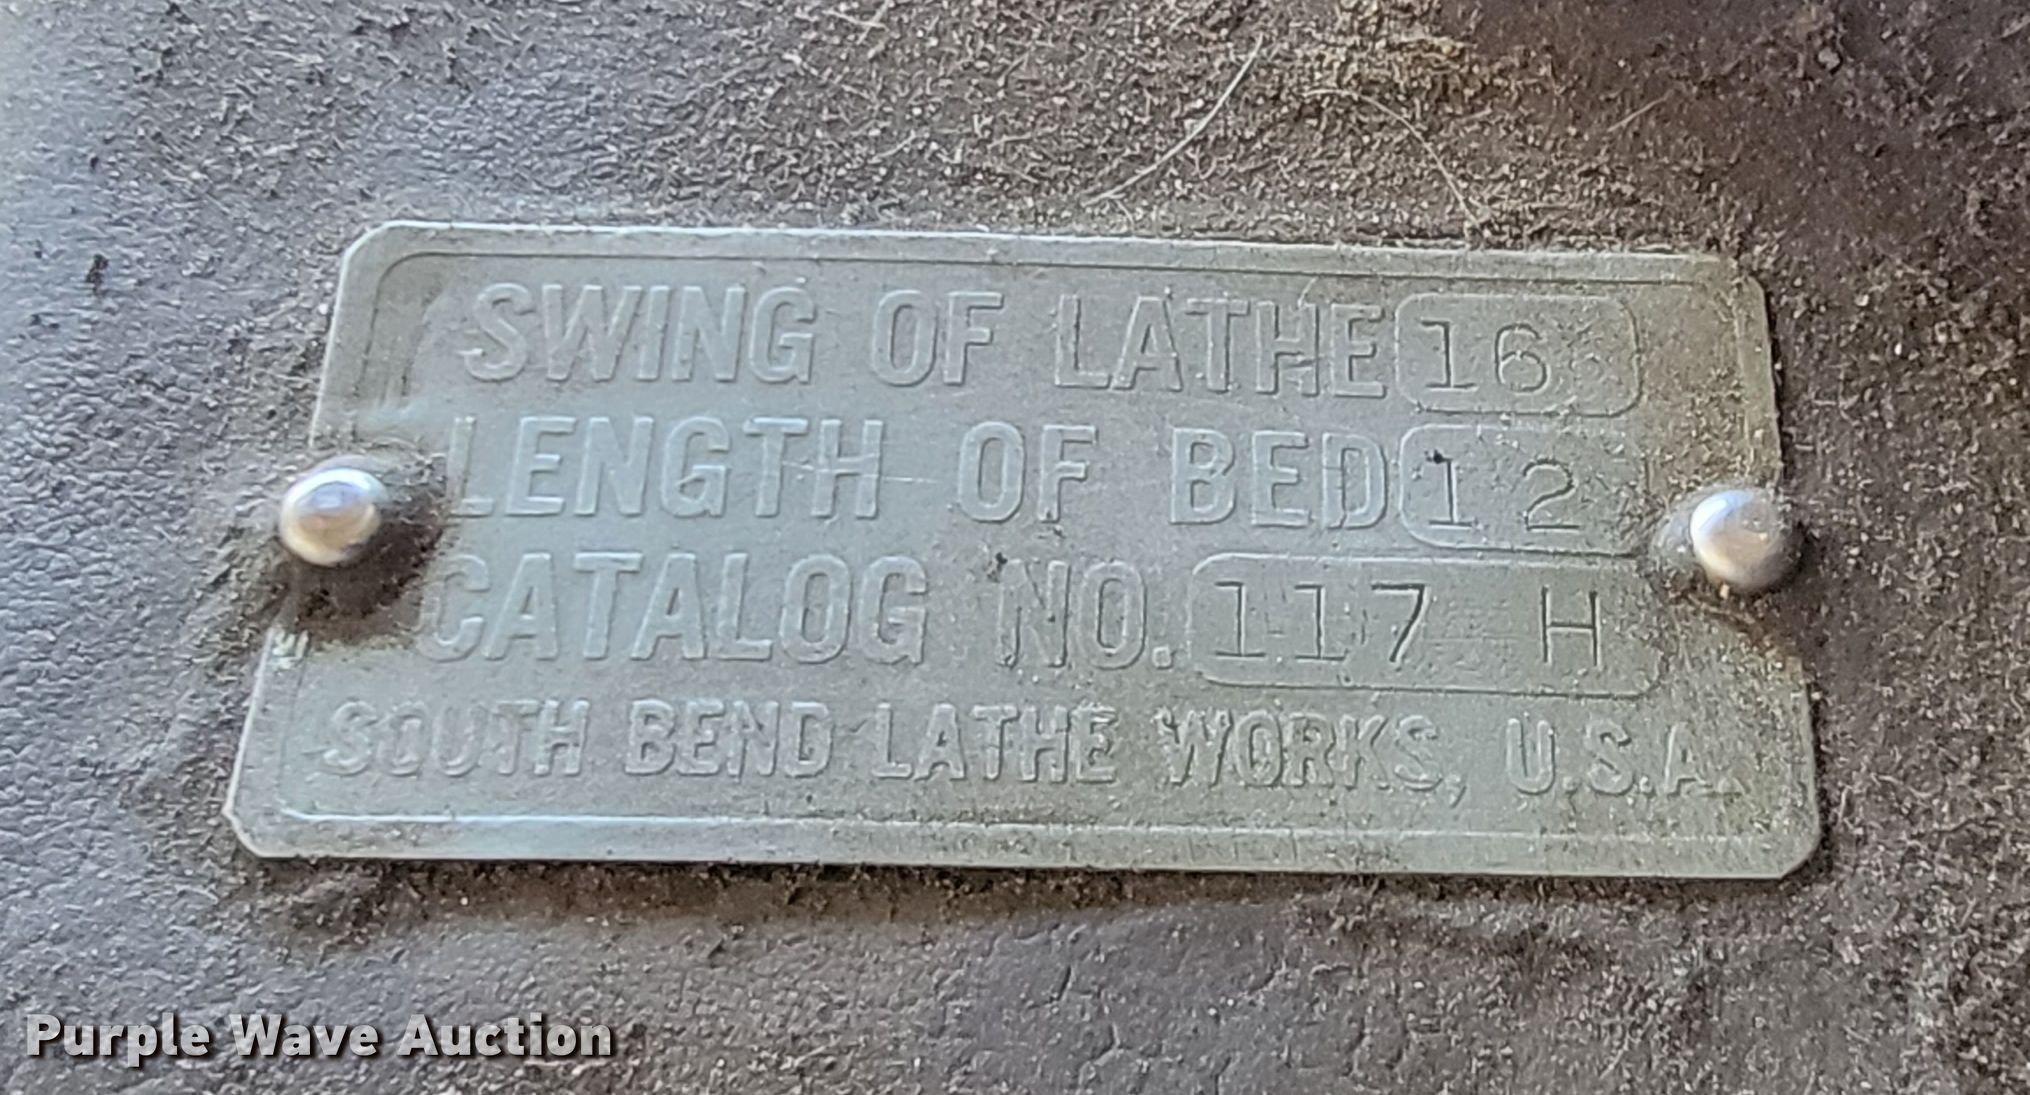 SWING OF LATHE 16
LENGTH OF BED 12
CATALOG NO. 117 H
SOUTH BEND LATHE WORKS, U.S.A.
Purple Wave Auction